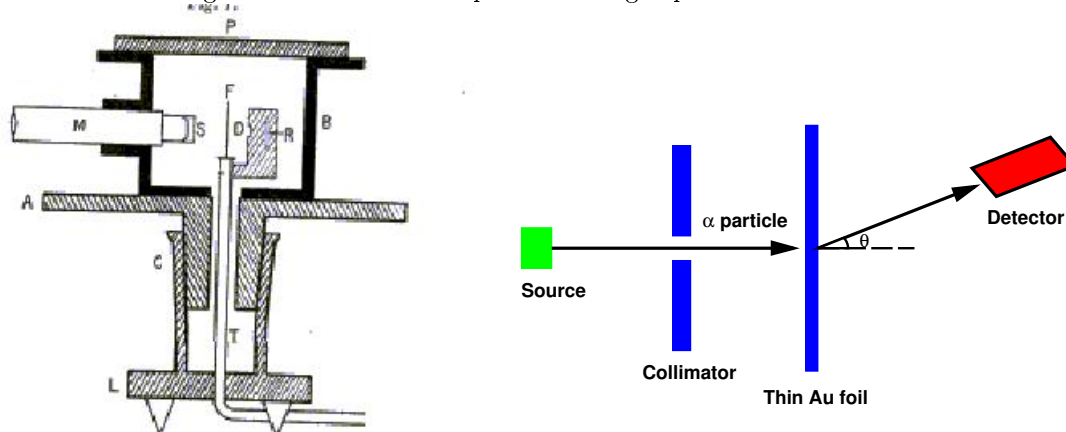 P
F
M
S
D
R
B
A
C
T
L
α particle
θ
Detector
Source
Collimator
Thin Au foil